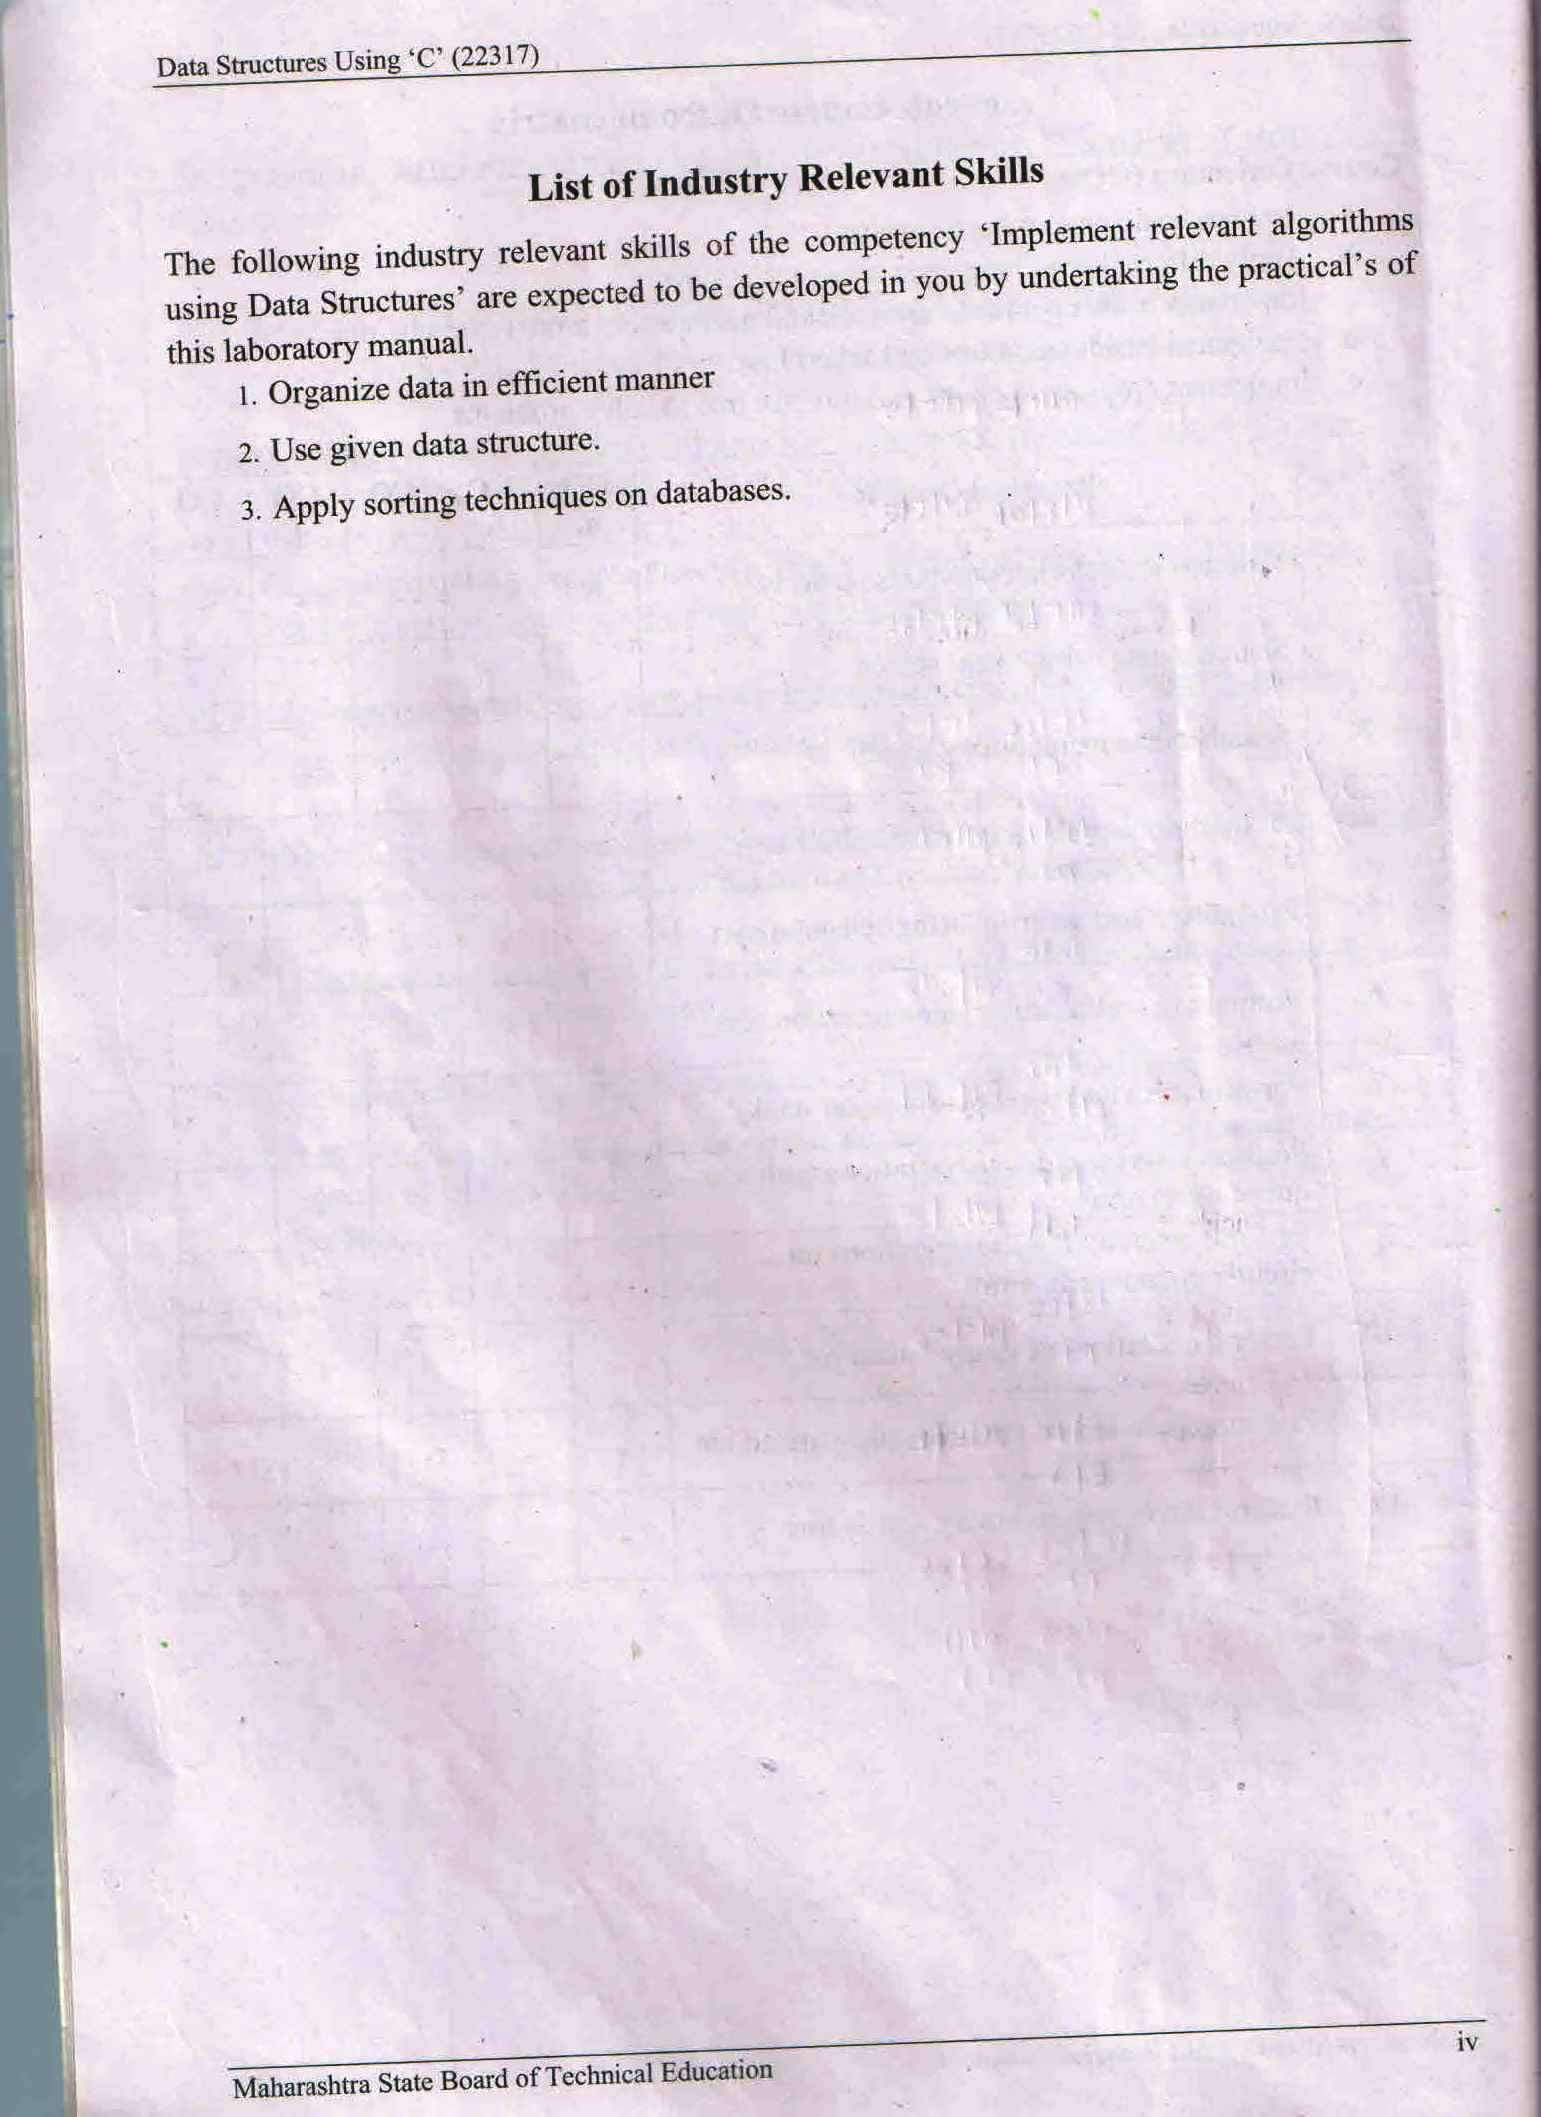 Data Structures Using ‘C’ (22317)
List of Industry Relevant Skills
The following industry relevant skills of the competency ‘Implement relevant algorithms
using Data Structures’ are expected to be developed in you by undertaking the practical’s of
this laboratory manual.
1. Organize data in efficient manner
2. Use given data structure.
3. Apply sorting techniques on databases.
iv
Maharashtra State Board of Technical Education